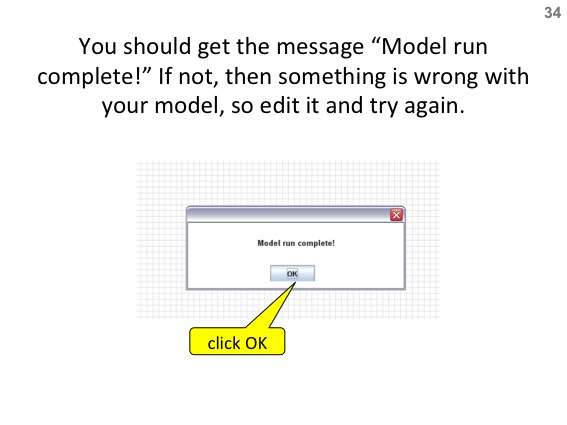 34
You should get the message “Model run
complete!” If not, then something is wrong with
your model, so edit it and try again.
Model run complete!
OK
click OK